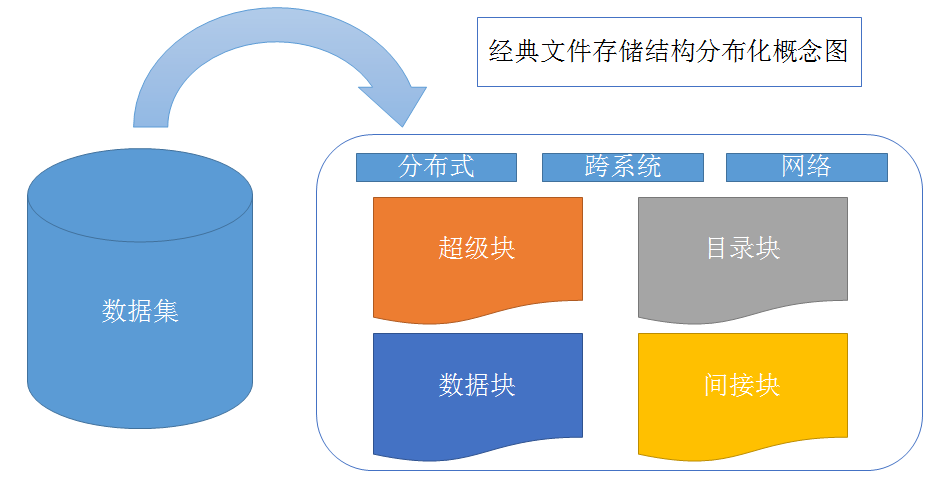 经典文件存储结构分布化概念图
分布式
跨系统
网络
超级块
目录块
数据集
数据块
间接块